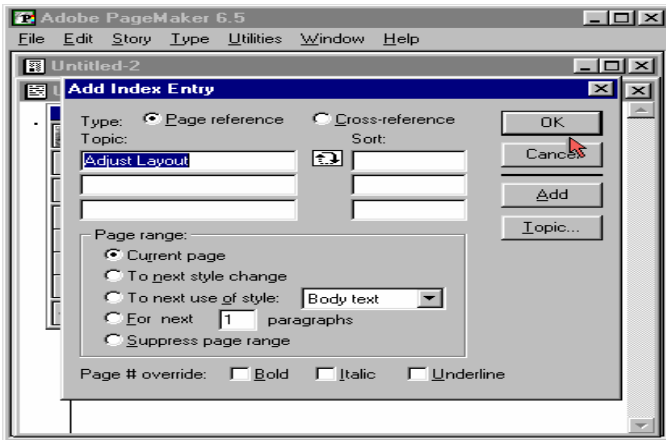 Adobe PageMaker 6.5
File Edit Story Type Utilities Window Help
Untitled-2
Add Index Entry
Type: Page reference Cross-reference
Topic: Sort:
Adjust Layout
OK
Cancel
Add
Topic...
Page range:
Current page
To next style change
To next use of style: Body text
For next 1 paragraphs
Suppress page range
Page # override: Bold Italic Underline